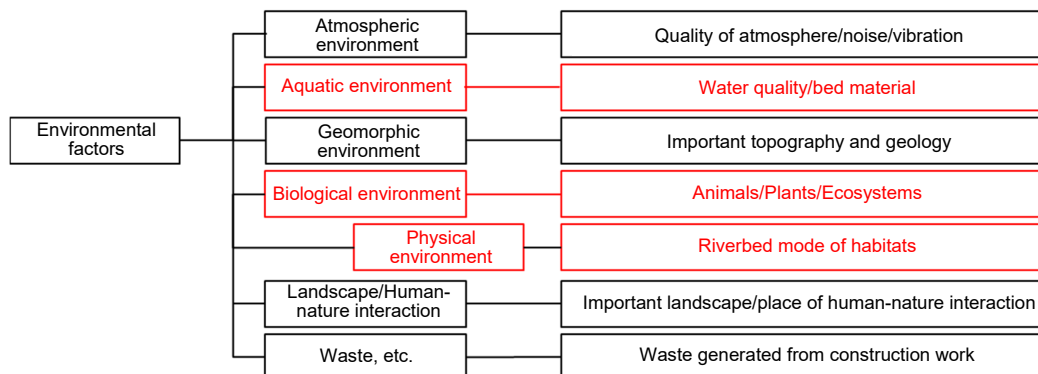 Environmental
factors
Atmospheric
environment
Quality of atmosphere/noise/vibration
Aquatic environment
Water quality/bed material
Geomorphic
environment
Important topography and geology
Biological environment
Animals/Plants/Ecosystems
Physical
environment
Riverbed mode of habitats
Landscape/Human-
nature interaction
Important landscape/place of human-nature interaction
Waste, etc.
Waste generated from construction work